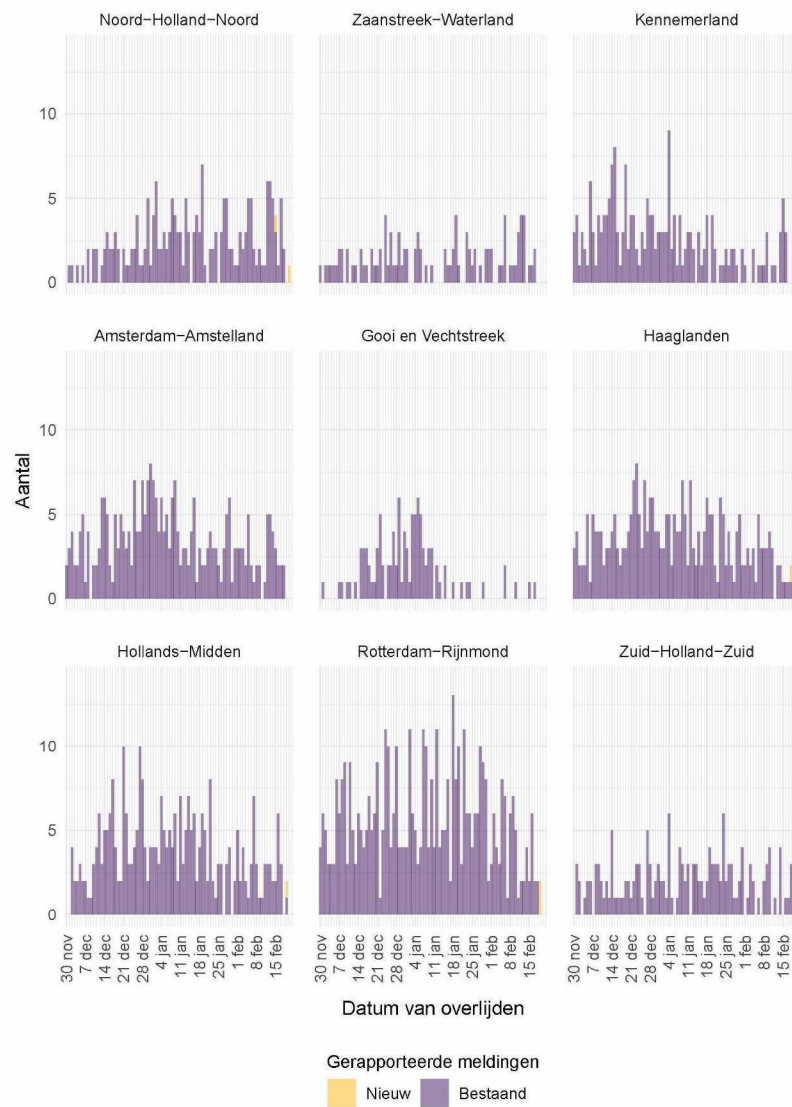 Noord-Holland-Noord
Zaanstreek-Waterland
Kennemerland
10
5
0
Amsterdam-Amstelland
Gooi en Vechtstreek
Haaglanden
10
5
0
Aantal
Hollands-Midden
Rotterdam-Rijnmond
Zuid-Holland-Zuid
10
5
0
30 nov
7 dec
14 dec
21 dec
28 dec
4 jan
11 jan
18 jan
25 jan
1 feb
8 feb
15 feb
30 nov
7 dec
14 dec
21 dec
28 dec
4 jan
11 jan
18 jan
25 jan
1 feb
8 feb
15 feb
30 nov
7 dec
14 dec
21 dec
28 dec
4 jan
11 jan
18 jan
25 jan
1 feb
8 feb
15 feb
Datum van overlijden
Gerapporteerde meldingen
Nieuw
Bestaand